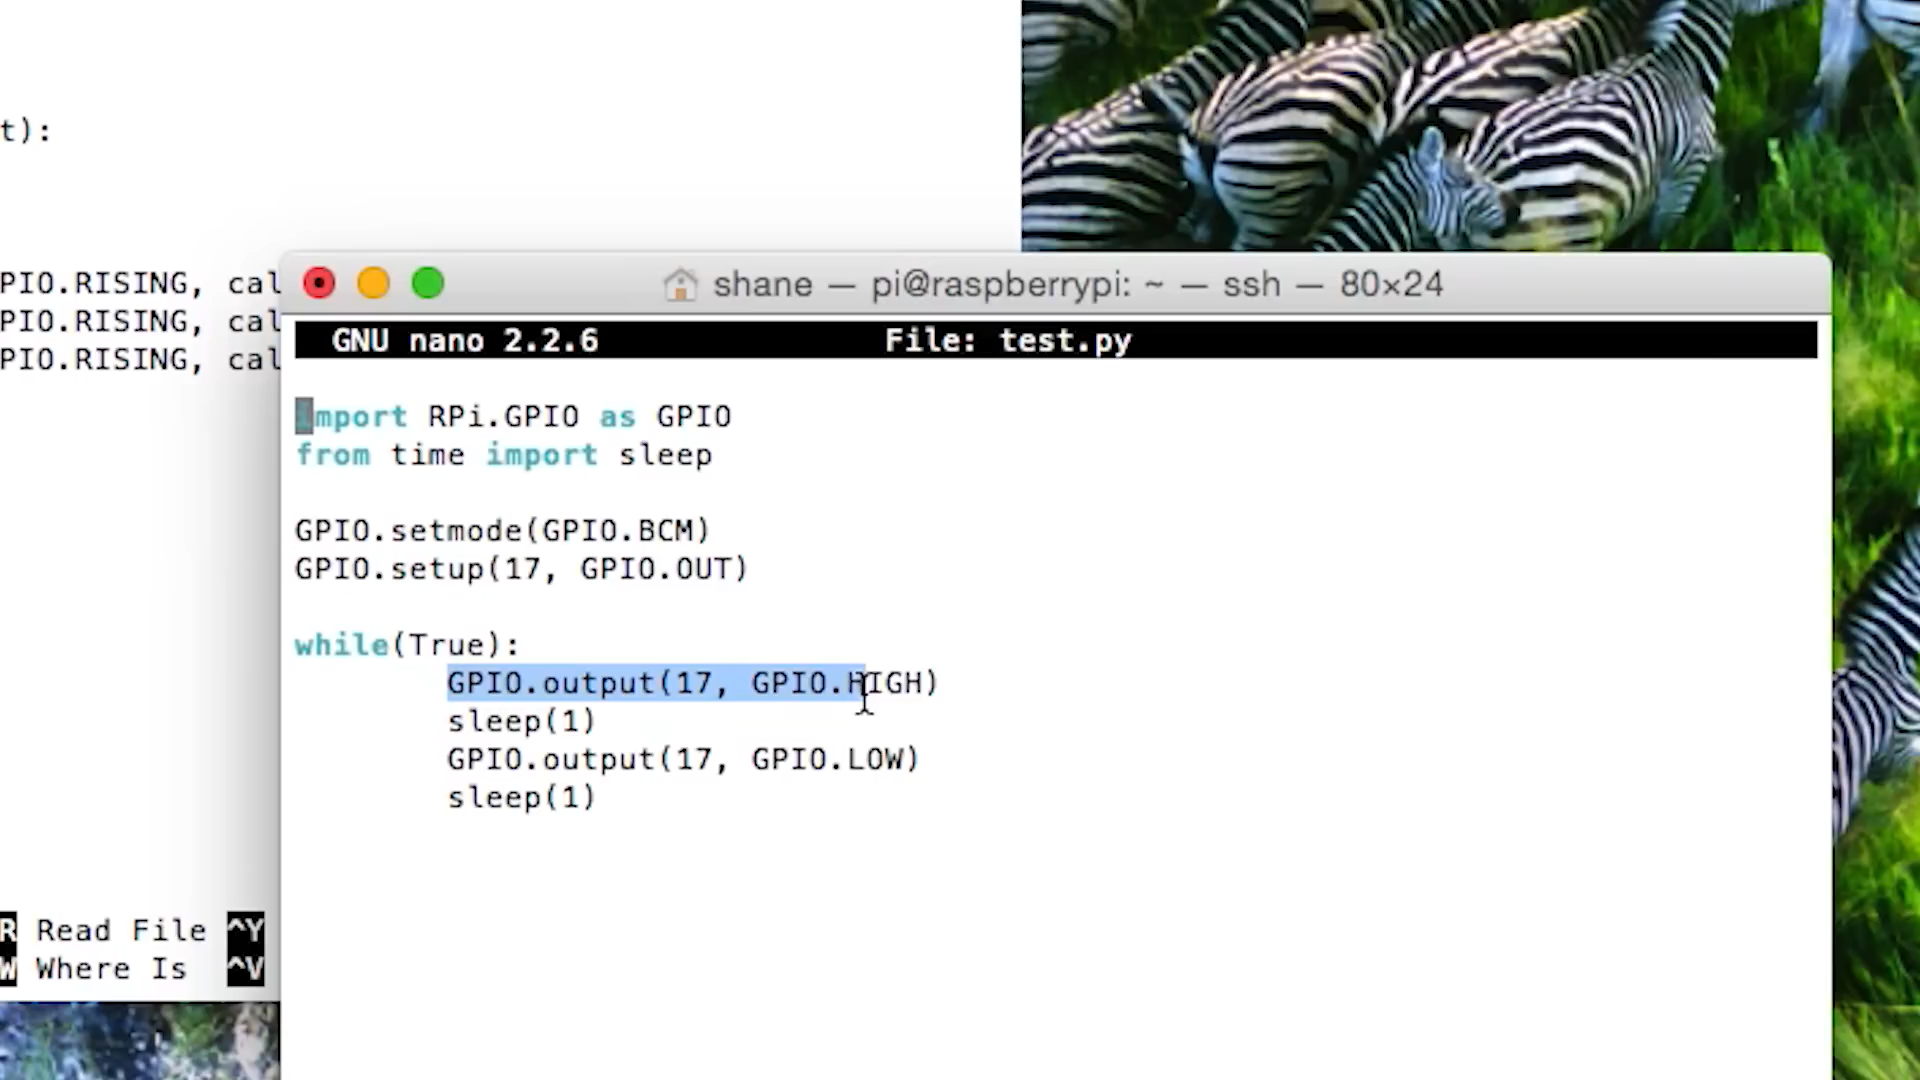 t):
PIO.RISING, cal
PIO.RISING, cal
PIO.RISING, cal
R Read File ^Y
W Where Is ^V
shane — pi@raspberrypi: ~ — ssh — 80×24
GNU nano 2.2.6 File: test.py
import RPi.GPIO as GPIO
from time import sleep
GPIO.setmode(GPIO.BCM)
GPIO.setup(17, GPIO.OUT)
while(True):
GPIO.output(17, GPIO.HIGH)
sleep(1)
GPIO.output(17, GPIO.LOW)
sleep(1)